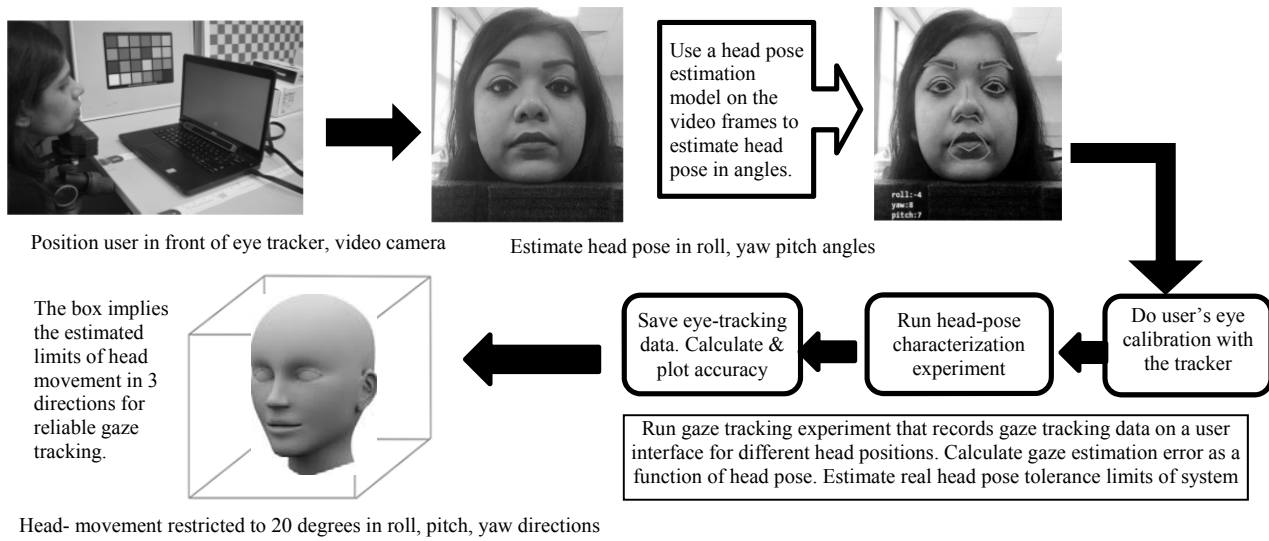 Use a head pose
estimation
model on the
video frames to
estimate head
pose in angles.
roll:-4
yaw:8
pitch:7
Position user in front of eye tracker, video camera
Estimate head pose in roll, yaw pitch angles
The box implies
the estimated
limits of head
movement in 3
directions for
reliable gaze
tracking.
Save eye-tracking
data. Calculate &
plot accuracy
Run head-pose
characterization
experiment
Do user’s eye
calibration with
the tracker
Run gaze tracking experiment that records gaze tracking data on a user
interface for different head positions. Calculate gaze estimation error as a
function of head pose. Estimate real head pose tolerance limits of system
Head- movement restricted to 20 degrees in roll, pitch, yaw directions